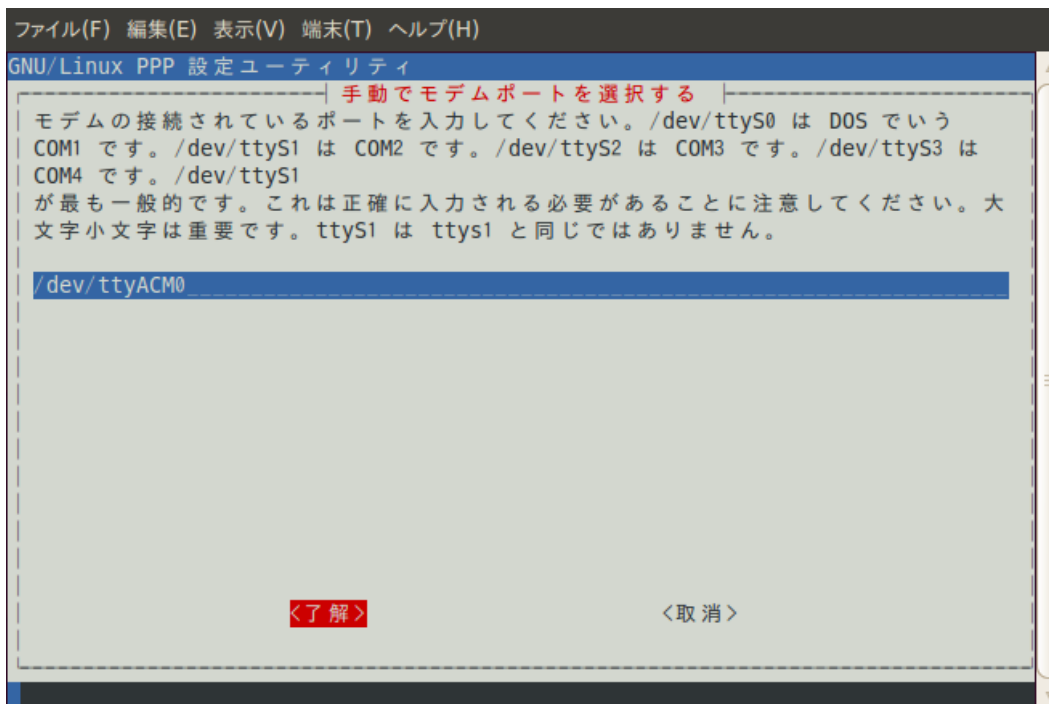 ファイル(F) 編集(E) 表示(V) 端末(T) ヘルプ(H)
GNU/Linux PPP 設定ユーティリティ
手動でモデムポートを選択する
モデムの接続されているポートを入力してください。/dev/ttyS0 は DOS でいう
COM1 です。/dev/ttyS1 は COM2 です。/dev/ttyS2 は COM3 です。/dev/ttyS3 は
COM4 です。/dev/ttyS1
が最も一般的です。これは正確に入力される必要があることに注意してください。大
文字小文字は重要です。ttyS1 は ttys1 と同じではありません。
/dev/ttyACM0
<了解> <取消>